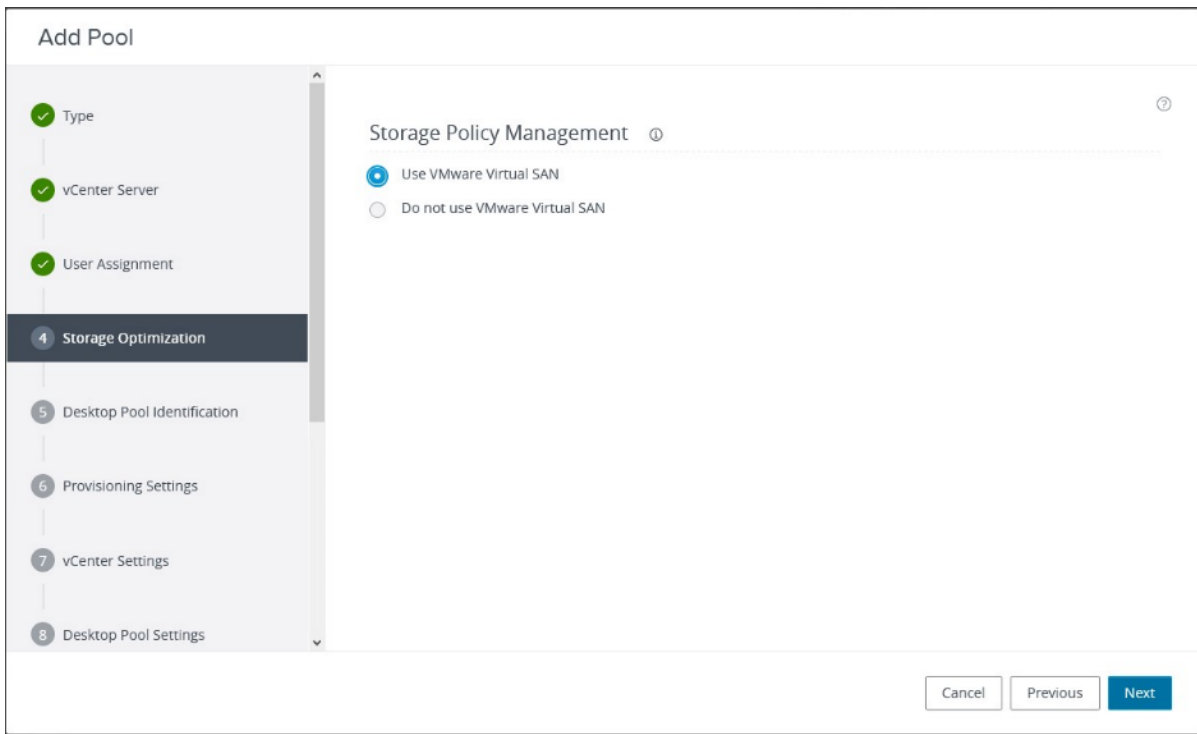 Add Pool
Type
vCenter Server
User Assignment
4 Storage Optimization
5 Desktop Pool Identification
6 Provisioning Settings
7 vCenter Settings
8 Desktop Pool Settings
?
Storage Policy Management
Use VMware Virtual SAN
Do not use VMware Virtual SAN
Cancel Previous Next